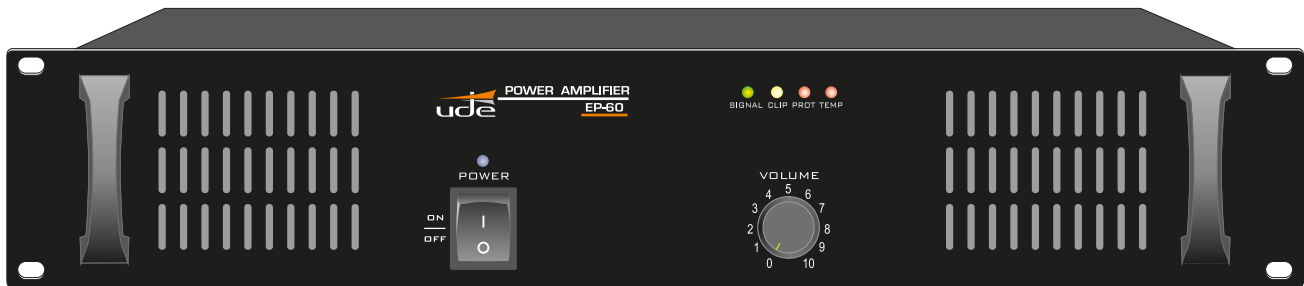 ude
POWER AMPLIFIER
EP-60
SIGNAL CLIP PROT TEMP
POWER
ON
OFF
I
O
VOLUME
0 1 2 3 4 5 6 7 8 9 10